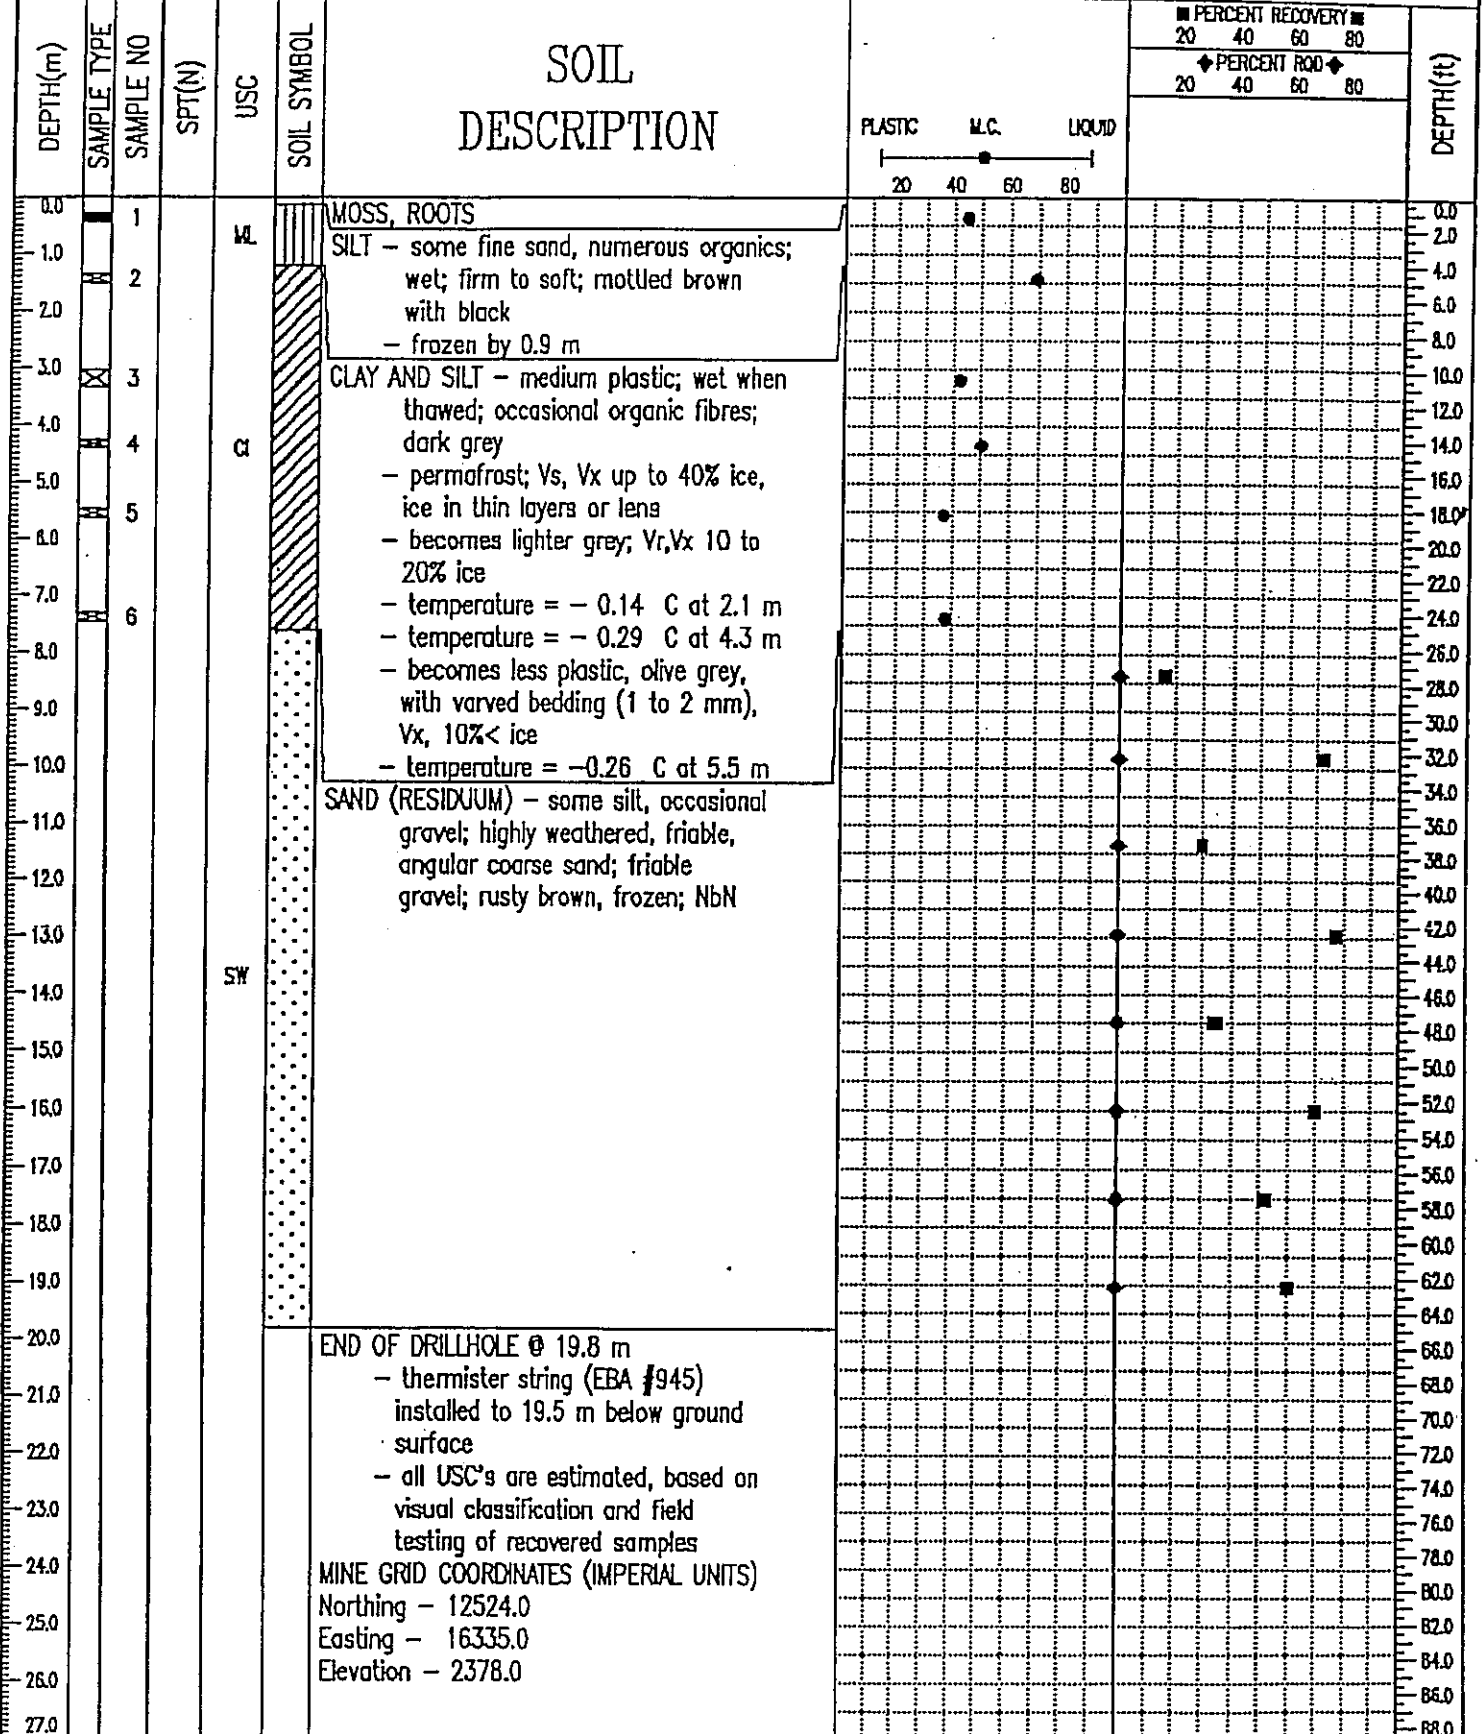 DEPTH(m)
SAMPLE TYPE
SAMPLE NO
SPT(N)
USC
SOIL SYMBOL
SOIL
DESCRIPTION
PLASTIC M.C. LIQUID
20 40 60 80
■ PERCENT RECOVERY ■
20 40 60 80
◆ PERCENT RQD ◆
20 40 60 80
DEPTH(ft)
0.0
1.0
2.0
3.0
4.0
5.0
6.0
7.0
8.0
9.0
10.0
11.0
12.0
13.0
14.0
15.0
16.0
17.0
18.0
19.0
20.0
21.0
22.0
23.0
24.0
25.0
26.0
27.0
1
2
3
4
5
6
ML
CI
SW
MOSS, ROOTS
SILT – some fine sand, numerous organics;
wet; firm to soft; mottled brown
with black
– frozen by 0.9 m
CLAY AND SILT – medium plastic; wet when
thawed; occasional organic fibres;
dark grey
– permafrost; Vs, Vx up to 40% ice,
ice in thin layers or lens
– becomes lighter grey; Vr,Vx 10 to
20% ice
– temperature = – 0.14 C at 2.1 m
– temperature = – 0.29 C at 4.3 m
– becomes less plastic, olive grey,
with varved bedding (1 to 2 mm),
Vx, 10%< ice
– temperature = –0.26 C at 5.5 m
SAND (RESIDUUM) – some silt, occasional
gravel; highly weathered, friable,
angular coarse sand; friable
gravel; rusty brown, frozen; NbN
END OF DRILLHOLE @ 19.8 m
– thermister string (EBA #945)
installed to 19.5 m below ground
surface
– all USC's are estimated, based on
visual classification and field
testing of recovered samples
MINE GRID COORDINATES (IMPERIAL UNITS)
Northing – 12524.0
Easting – 16335.0
Elevation – 2378.0
0.0
2.0
4.0
6.0
8.0
10.0
12.0
14.0
16.0
18.0
20.0
22.0
24.0
26.0
28.0
30.0
32.0
34.0
36.0
38.0
40.0
42.0
44.0
46.0
48.0
50.0
52.0
54.0
56.0
58.0
60.0
62.0
64.0
66.0
68.0
70.0
72.0
74.0
76.0
78.0
80.0
82.0
84.0
86.0
88.0